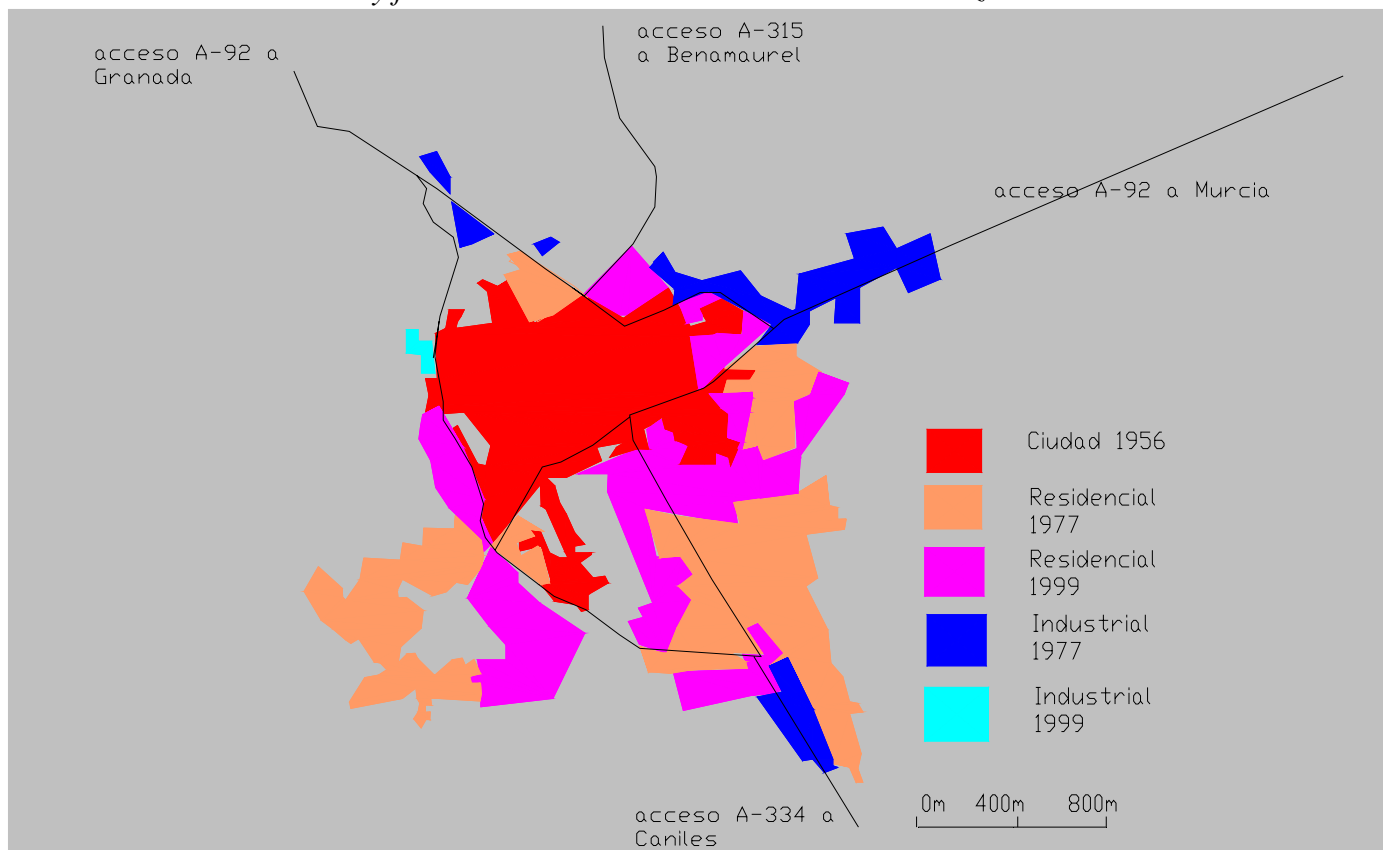 acceso A-92 a
Granada
acceso A-315
a Benamaurel
acceso A-92 a Murcia
Ciudad 1956
Residencial
1977
Residencial
1999
Industrial
1977
Industrial
1999
0m 400m 800m
acceso A-334 a
Caniles